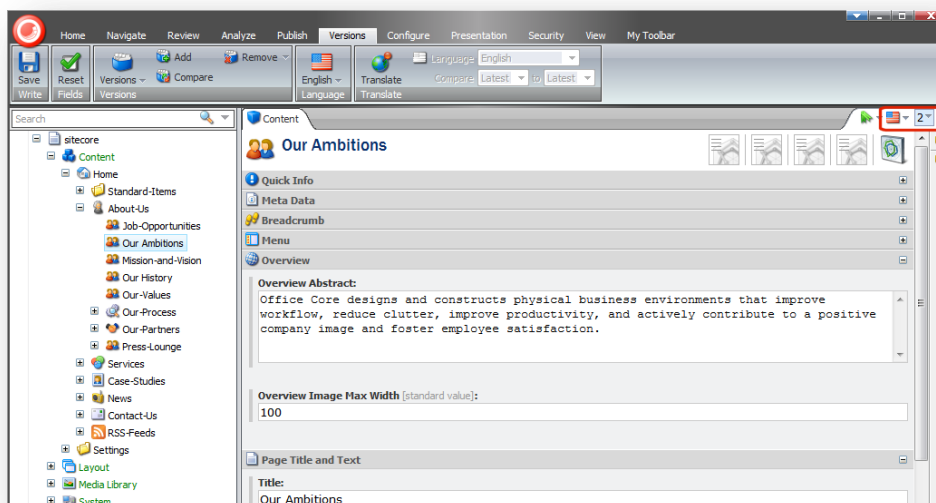 Home Navigate Review Analyze Publish Versions Configure Presentation Security View My Toolbar
Save
Write
Reset
Fields
Versions
Add
Compare
Remove
Versions
English
Language
Translate
Language English
Compare Latest to Latest
Translate
Search
sitecore
Content
Home
Standard-Items
About-Us
Job-Opportunities
Our Ambitions
Mission-and-Vision
Our History
Our-Values
Our-Process
Our-Partners
Press-Lounge
Services
Case-Studies
News
Contact-Us
RSS-Feeds
Settings
Layout
Media Library
System
Content
2
Our Ambitions
Quick Info
Meta Data
Breadcrumb
Menu
Overview
Overview Abstract:
Office Core designs and constructs physical business environments that improve
workflow, reduce clutter, improve productivity, and actively contribute to a positive
company image and foster employee satisfaction.
Overview Image Max Width [standard value]:
100
Page Title and Text
Title:
Our Ambitions